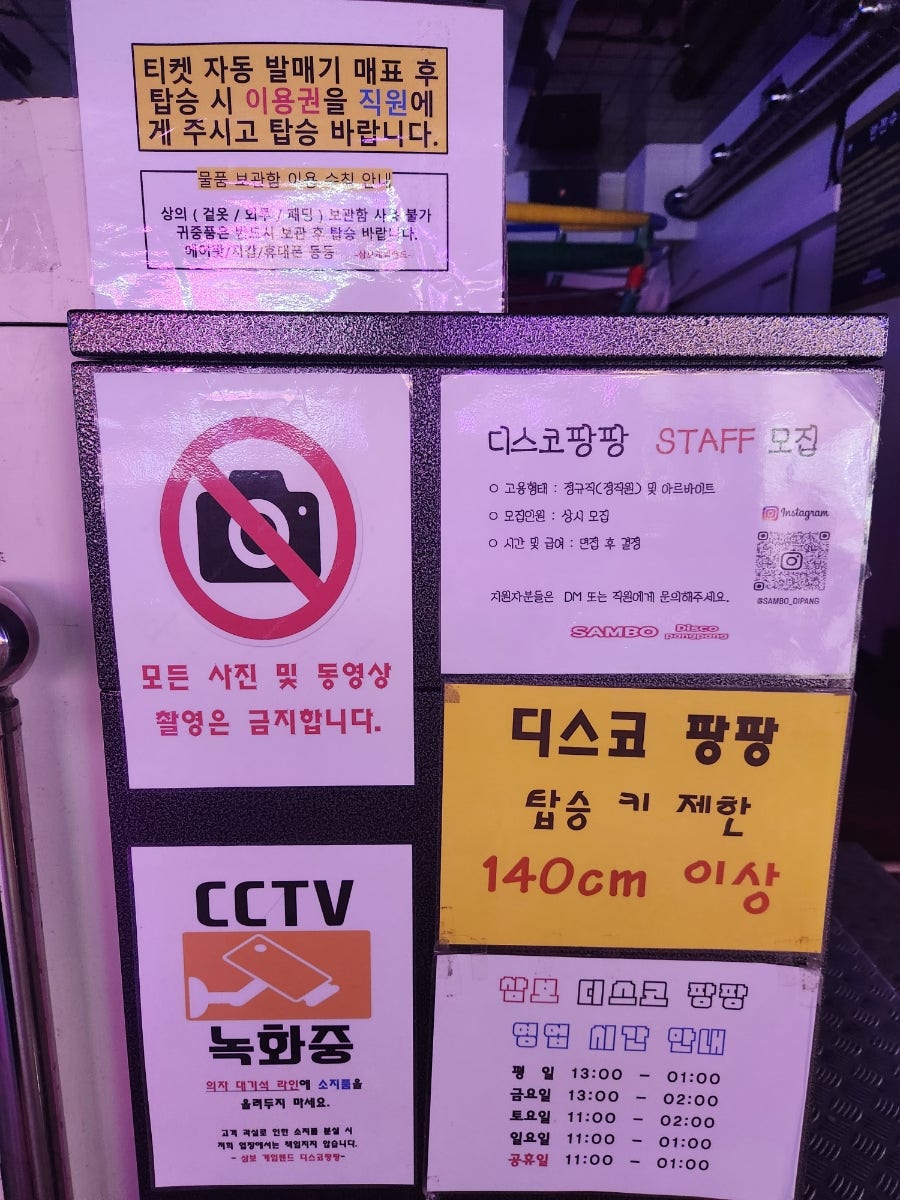 티켓 자동 발매기 매표 후
탑승 시 이용권을 직원에
게 주시고 탑승 바랍니다.
물품 보관함 이용 수칙 안내
상의 ( 겉옷 / 외투 / 패딩 ) 보관함 사용 불가
귀중품은 반드시 보관 후 탑승 바랍니다.
에어팟/지갑/휴대폰 등등
모든 사진 및 동영상
촬영은 금지합니다.
디스코팡팡 STAFF 모집
○ 고용형태 : 정규직(정직원) 및 아르바이트
○ 모집인원 : 상시 모집
○ 시간 및 급여 : 면접 후 결정
Instagram
@SAMBO_DIPANG
지원자분들은 DM 또는 직원에게 문의해주세요.
SAMBO Disco
pangpang
디스코 팡팡
탑승 키 제한
140cm 이상
CCTV
녹화중
의자 대기석 라인에 소지품을
올려두지 마세요.
고객 과실로 인한 소지품 분실 시
저희 업장에서는 책임지지 않습니다.
- 삼보 게임랜드 디스코팡팡-
삼보 디스코 팡팡
영업 시간 안내
평 일 13:00 - 01:00
금요일 13:00 - 02:00
토요일 11:00 - 02:00
일요일 11:00 - 01:00
공휴일 11:00 - 01:00